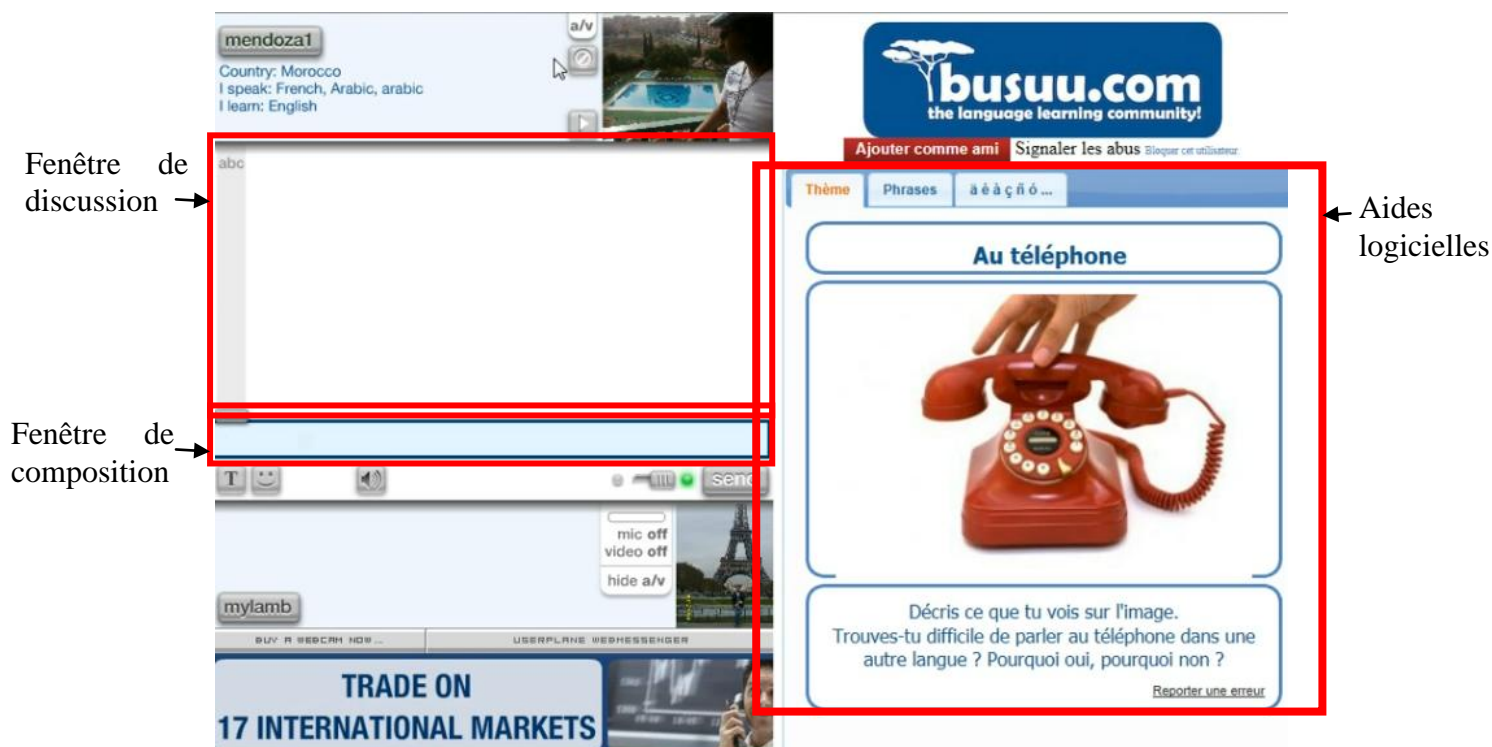 mendoza1
a/v
Country: Morocco
I speak: French, Arabic, arabic
I learn: English
busuu.com
the language learning community!
Ajouter comme ami Signaler les abus Bloquer cet utilisateur.
Fenêtre de
discussion
abc
Thème Phrases ä è å ç ñ ó ...
Aides
logicielles
Au téléphone
Fenêtre de
composition
T
send
mic off
video off
hide a/v
mylamb
BUY A WEBCAM NOW ... USERPLANE WEBMESSENGER
Décris ce que tu vois sur l'image.
Trouves-tu difficile de parler au téléphone dans une
autre langue ? Pourquoi oui, pourquoi non ?
Reporter une erreur
TRADE ON
17 INTERNATIONAL MARKETS